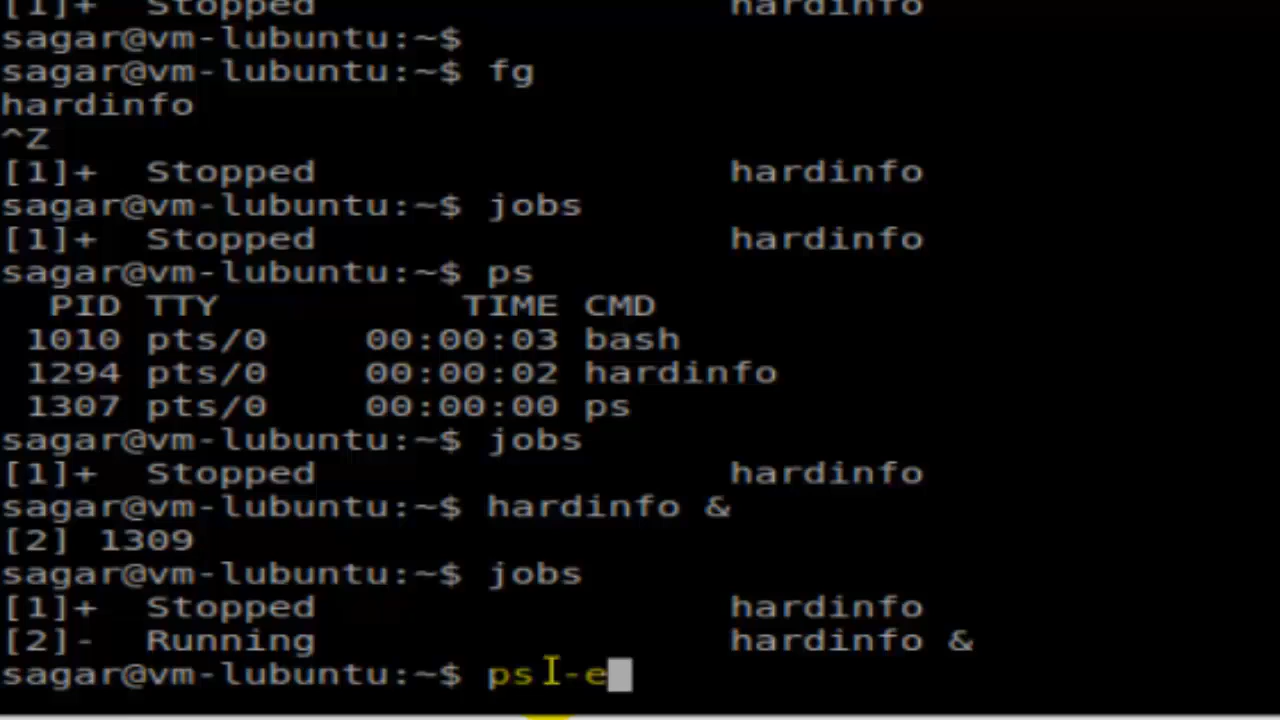 [1]+  Stopped                 hardinfo
sagar@vm-lubuntu:~$
sagar@vm-lubuntu:~$ fg
hardinfo
^Z
[1]+  Stopped                 hardinfo
sagar@vm-lubuntu:~$ jobs
[1]+  Stopped                 hardinfo
sagar@vm-lubuntu:~$ ps
  PID TTY          TIME CMD
 1010 pts/0    00:00:03 bash
 1294 pts/0    00:00:02 hardinfo
 1307 pts/0    00:00:00 ps
sagar@vm-lubuntu:~$ jobs
[1]+  Stopped                 hardinfo
sagar@vm-lubuntu:~$ hardinfo &
[2] 1309
sagar@vm-lubuntu:~$ jobs
[1]+  Stopped                 hardinfo
[2]-  Running                 hardinfo &
sagar@vm-lubuntu:~$ ps -e